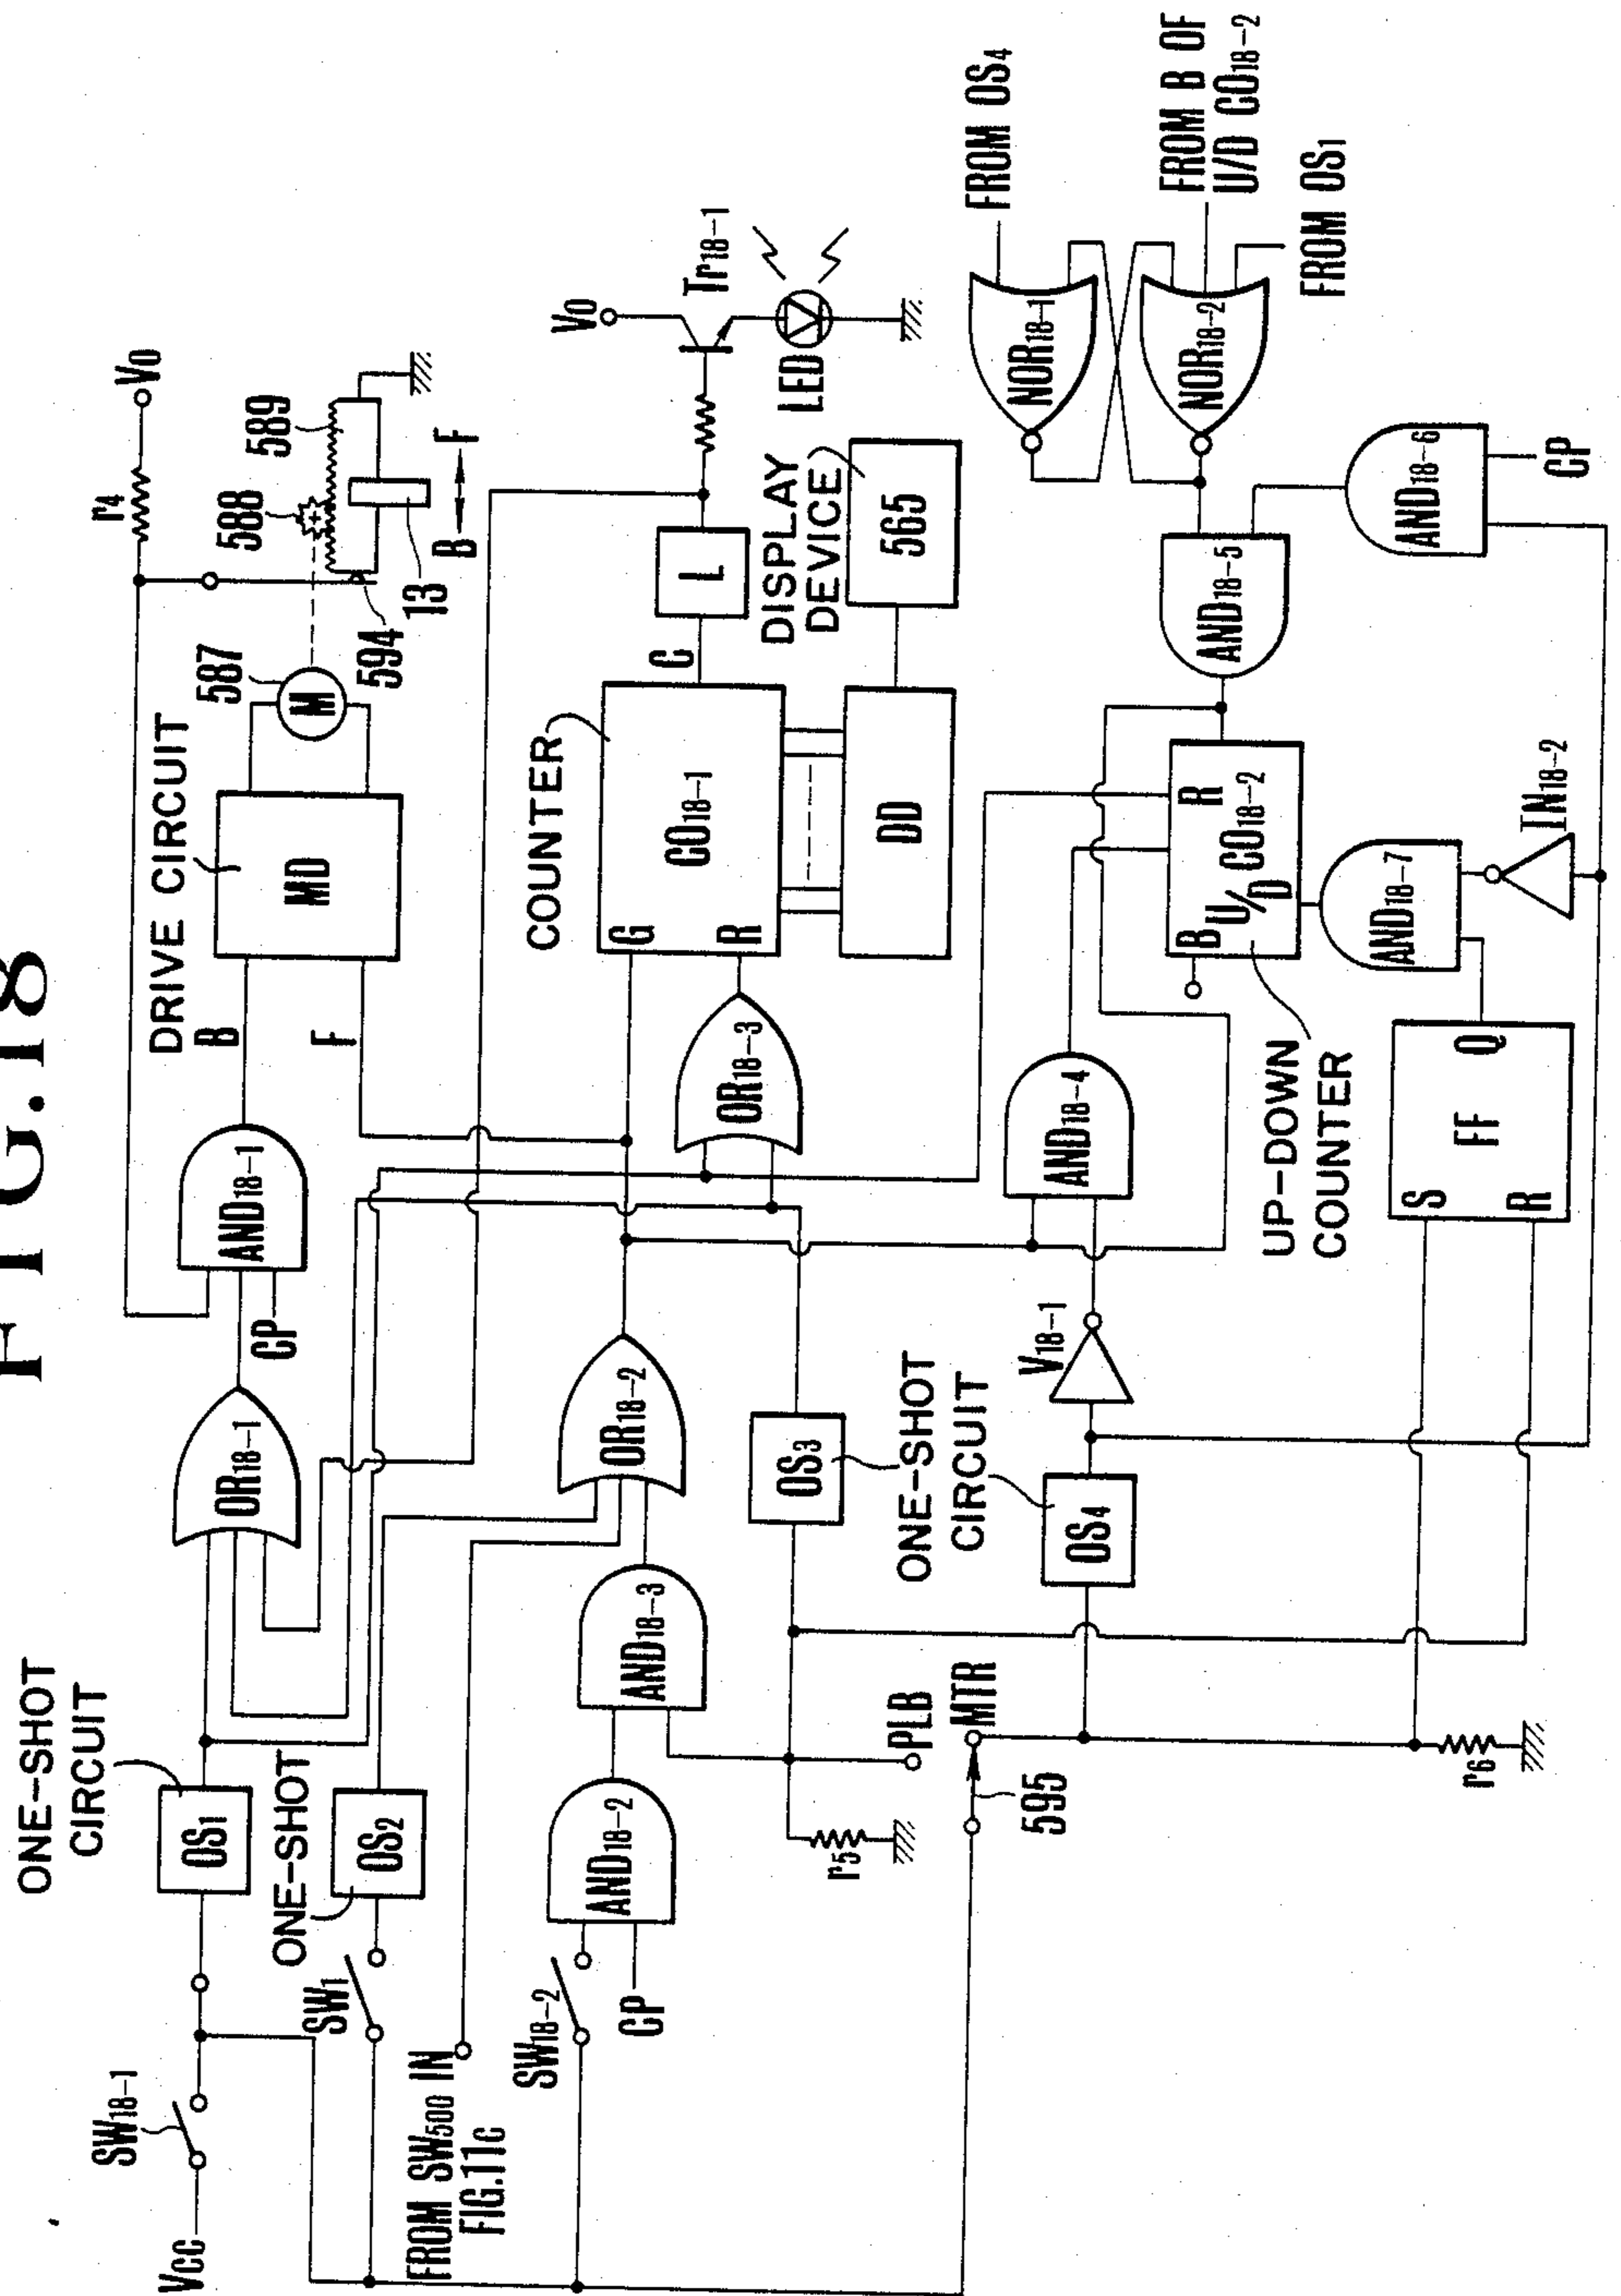 FIG.18
ONE-SHOT
CIRCUIT
DRIVE CIRCUIT
r4
V0
SW18-1
VCC
OS1
OR18-1
AND18-1
CP
B
F
MD
587
M
588
589
594
13
B
F
ONE-SHOT
SW1
OS2
FROM SW500 IN
FIG.11c
COUNTER
G
R
CO18-1
C
L
V0
Tr18-1
LED
DISPLAY
DEVICE
565
DD
SW18-2
CP
AND18-2
AND18-3
OR18-2
OR18-3
r5
PLB
OS3
ONE-SHOT
CIRCUIT
MTR
595
OS4
V18-1
AND18-4
B
R
U/D CO18-2
UP-DOWN
COUNTER
AND18-5
NOR18-1
NOR18-2
FROM OS4
FROM B OF
U/D CO18-2
FROM OS1
r6
S
R
FF
Q
AND18-7
IN18-2
AND18-6
CP